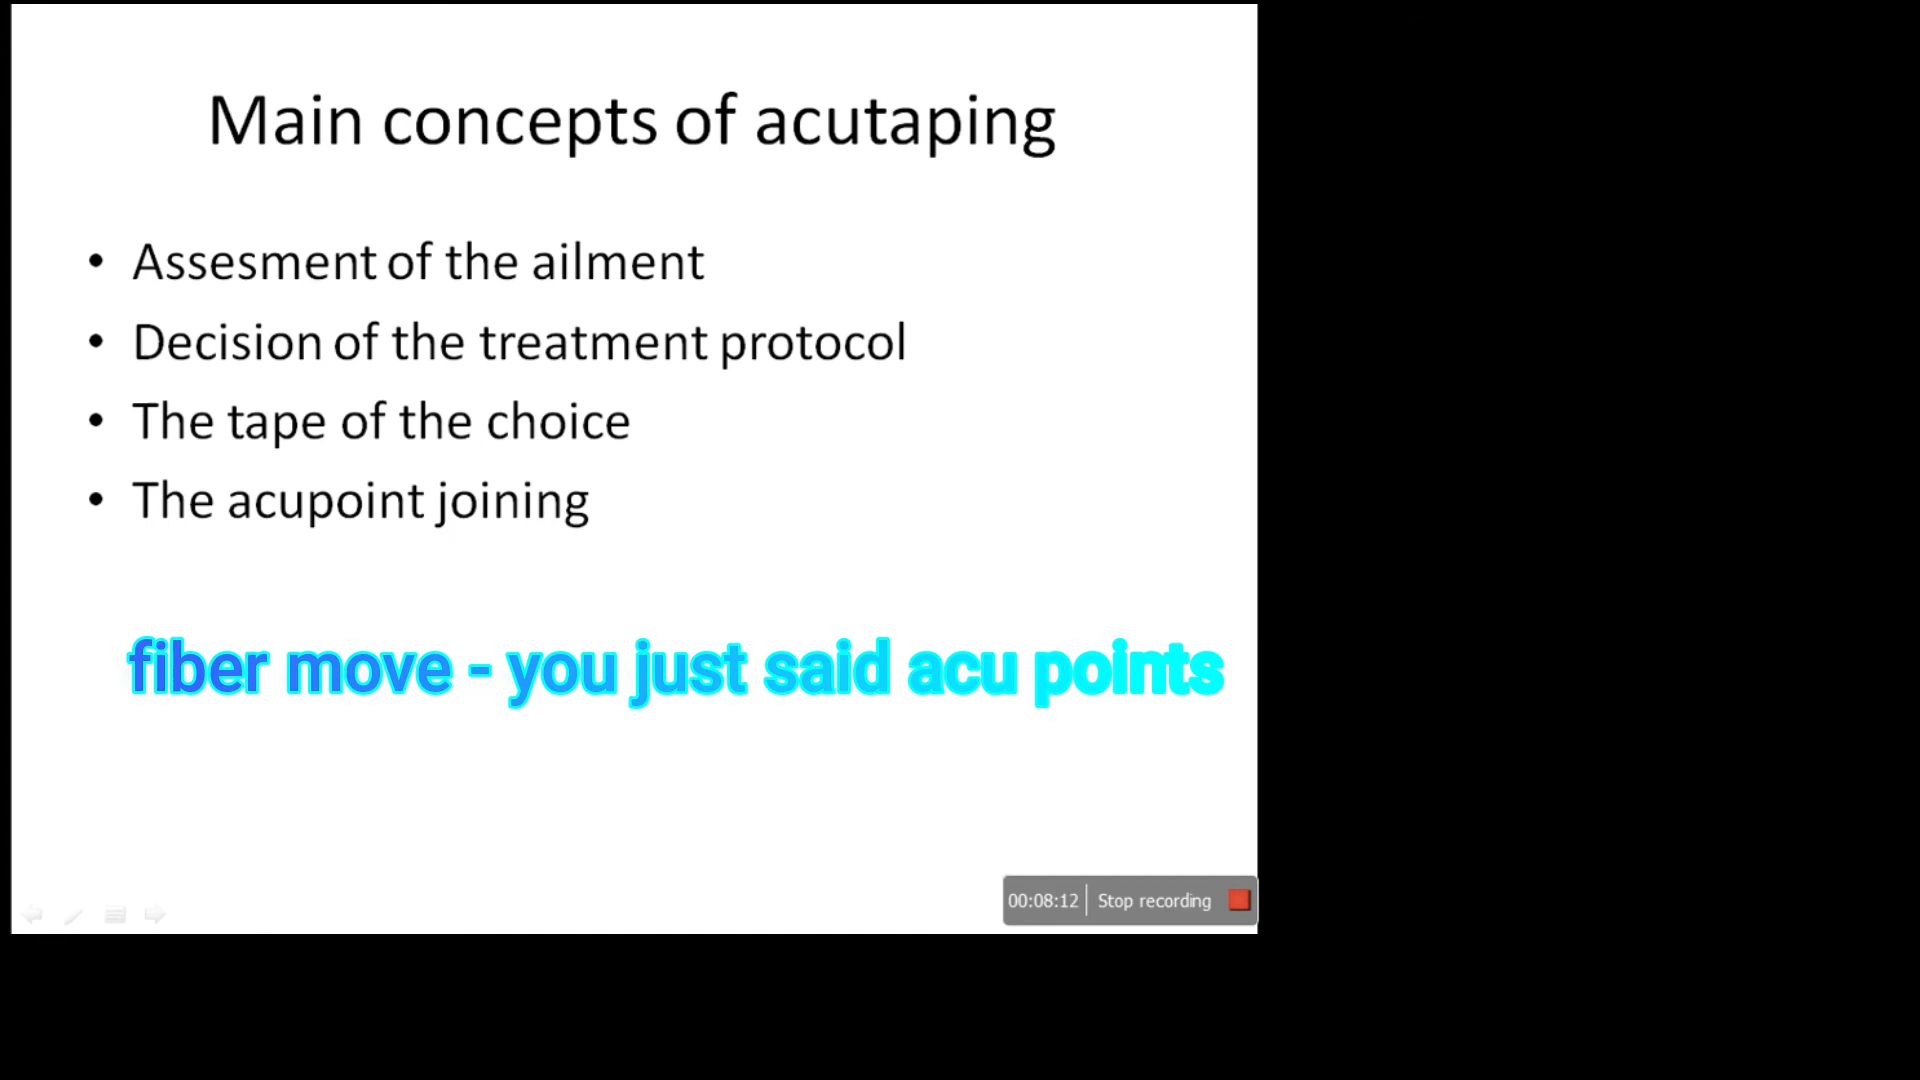 Main concepts of acutaping
• Assesment of the ailment
• Decision of the treatment protocol
• The tape of the choice
• The acupoint joining
fiber move - you just said acu points
00:08:12 Stop recording